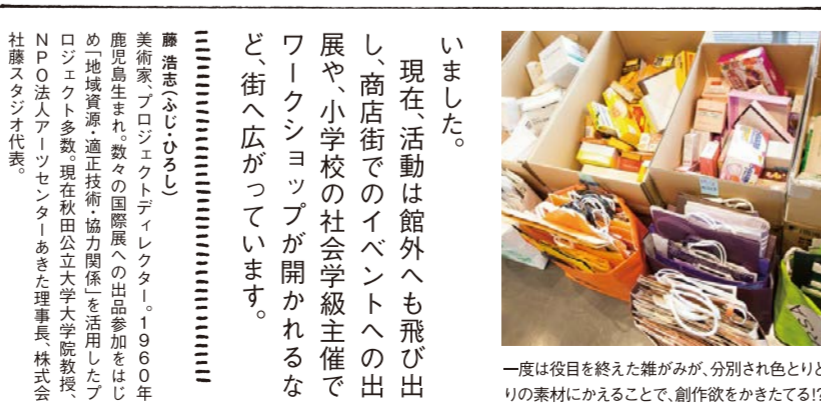 一度は役目を終えた雑がみが、分別され色とりど
りの素材にかえることで、創作欲をかきたてる!?
いました。
現在、活動は館外へも飛び出
し、商店街でのイベントへの出
展や、小学校の社会学級主催で
ワークショップが開かれるな
ど、街へ広がっています。
藤 浩志(ふじ・ひろし)
美術家、プロジェクトディレクター。1960年
鹿児島生まれ。数々の国際展への出品参加をはじ
め「地域資源・適正技術・協力関係」を活用したプ
ロジェクト多数。現在秋田公立大学大学院教授、
NPO法人アーツセンターあきた理事長、株式会
社藤スタジオ代表。